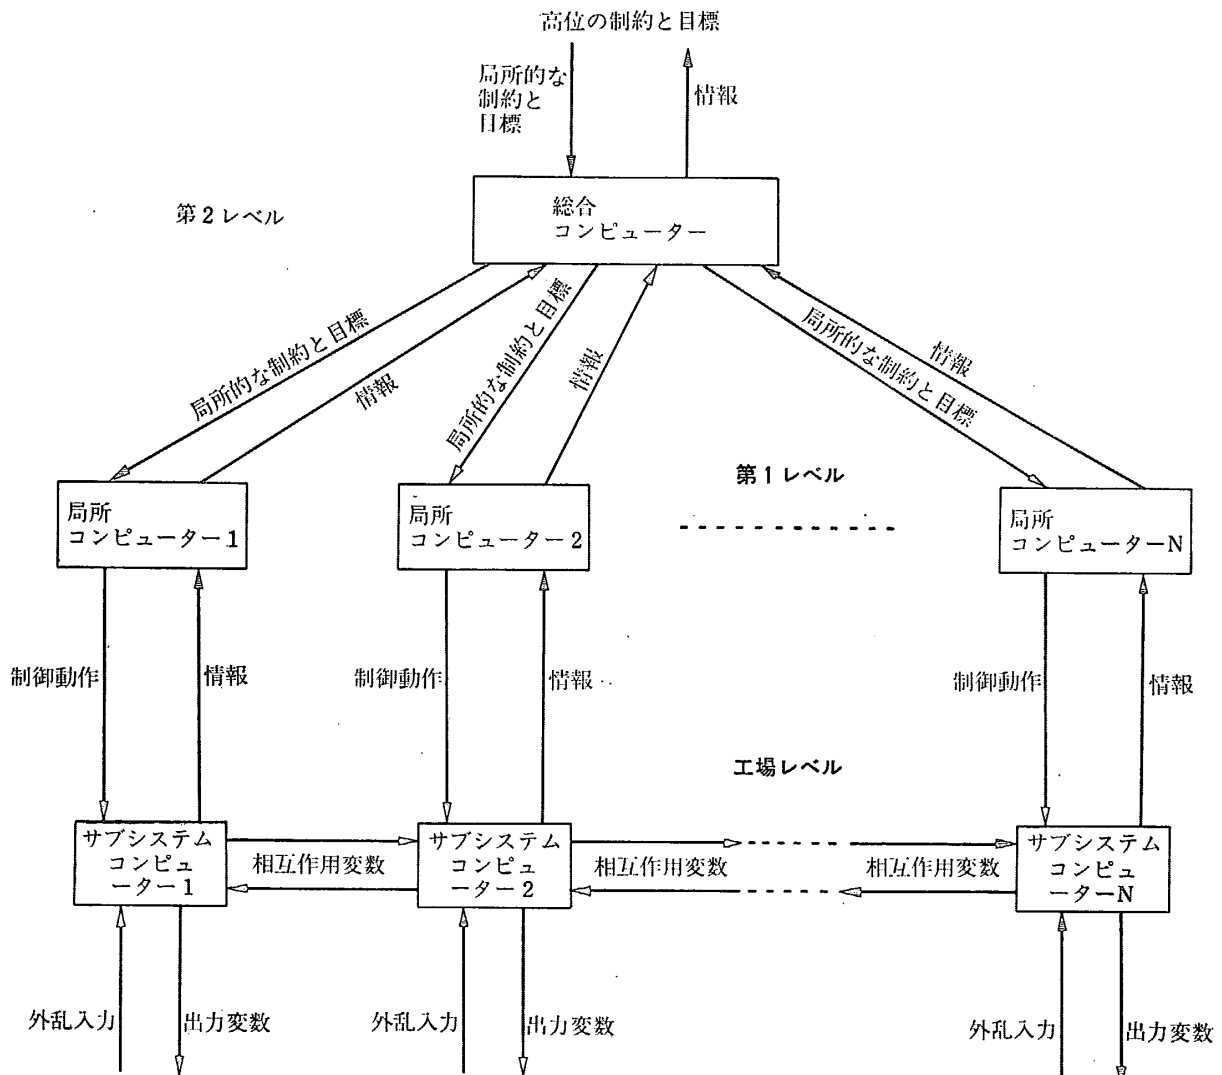 高位の制約と目標
局所的な
制約と
目標
情報
第2レベル
総合
コンピューター
局所的な制約と目標
情報
局所的な制約と目標
情報
局所的な制約と目標
情報
第1レベル
局所
コンピューター1
局所
コンピューター2
局所
コンピューターN
制御動作
情報
制御動作
情報
制御動作
情報
工場レベル
サブシステム
コンピュ
ーター1
相互作用変数
サブシステム
コンピュ
ーター2
相互作用変数
相互作用変数
サブシステム
コンピュ
ーターN
外乱入力
出力変数
外乱入力
出力変数
外乱入力
出力変数